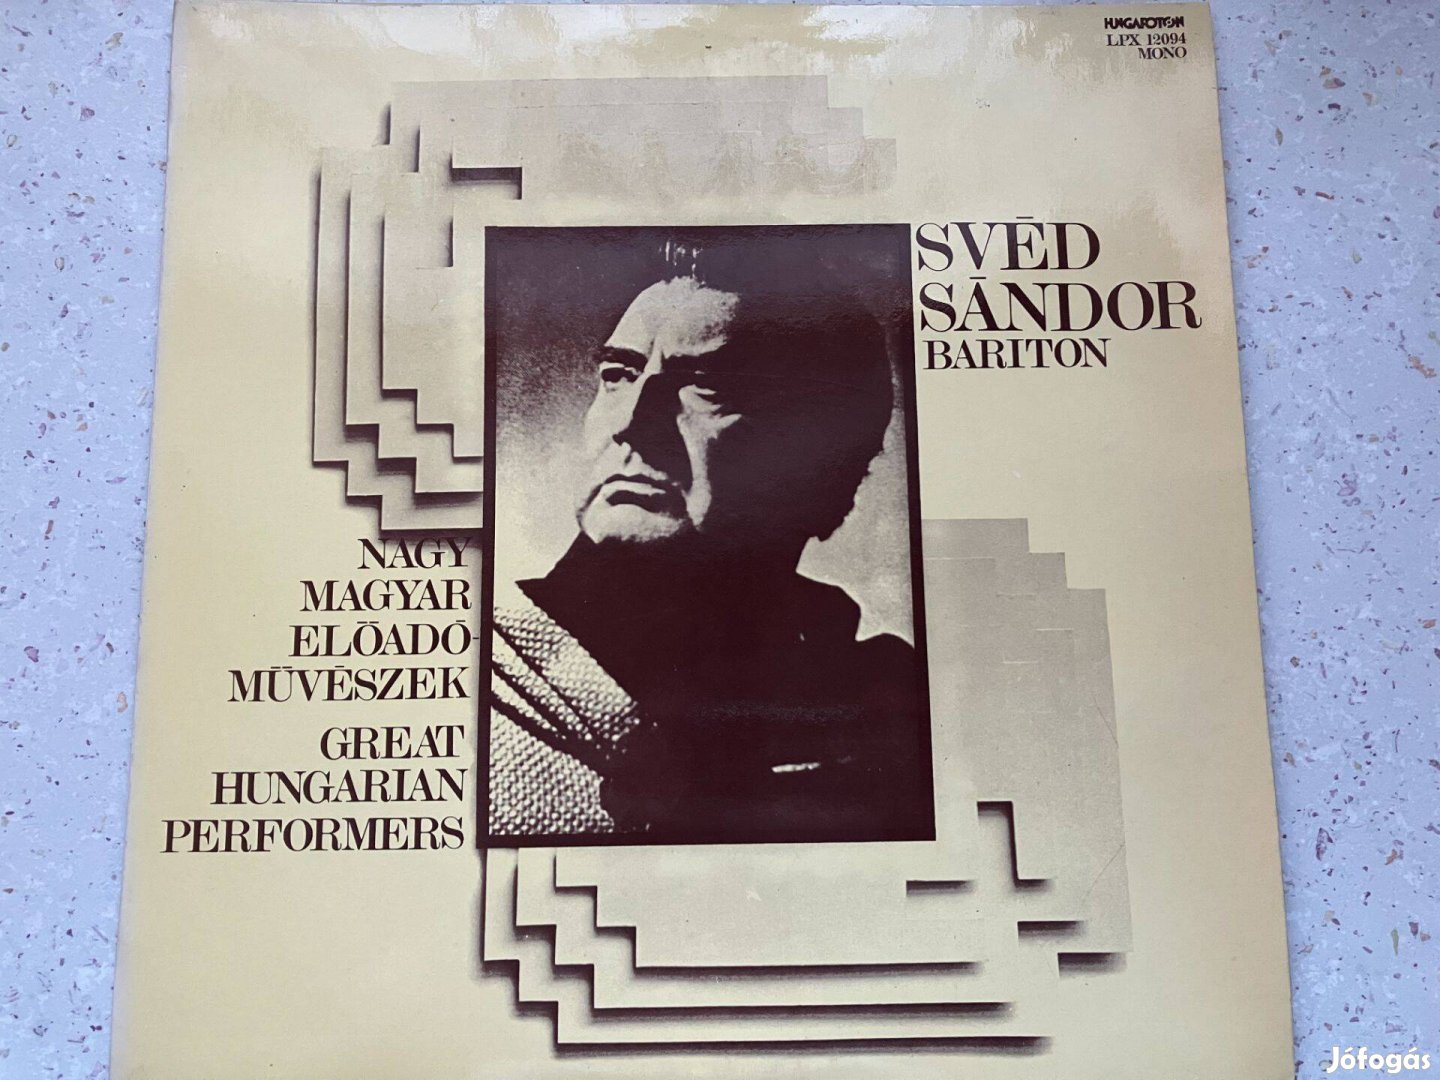 HUNGAROTON
LPX 12094
MONO
SVÉD
SÁNDOR
BARITON
NAGY
MAGYAR
ELŐADÓ-
MŰVÉSZEK
GREAT
HUNGARIAN
PERFORMERS
Jófogás